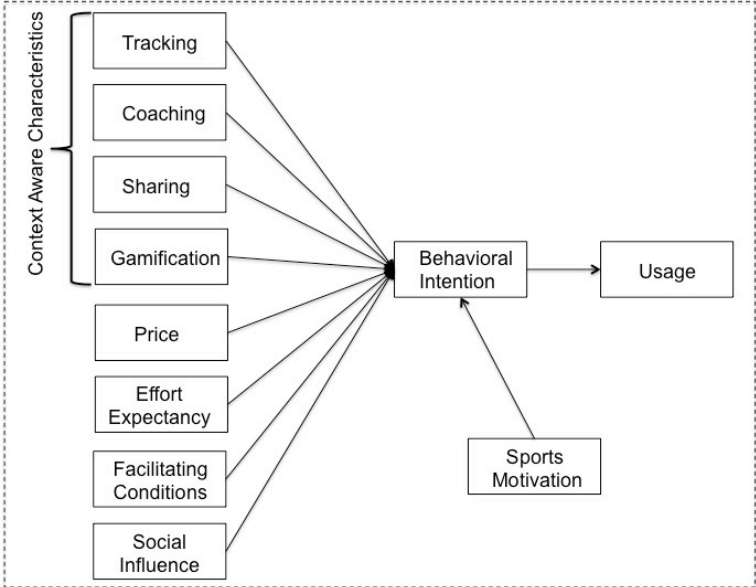 Context Aware Characteristics
Tracking
Coaching
Sharing
Gamification
Price
Effort
Expectancy
Facilitating
Conditions
Social
Influence
Behavioral
Intention
Usage
Sports
Motivation